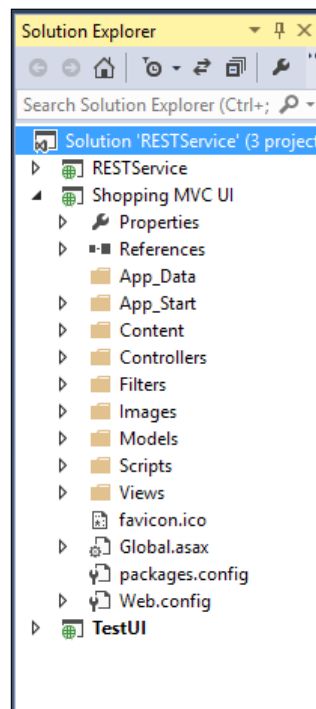 Solution Explorer
Search Solution Explorer (Ctrl+;
Solution 'RESTService' (3 project
RESTService
Shopping MVC UI
Properties
References
App_Data
App_Start
Content
Controllers
Filters
Images
Models
Scripts
Views
favicon.ico
Global.asax
packages.config
Web.config
TestUI